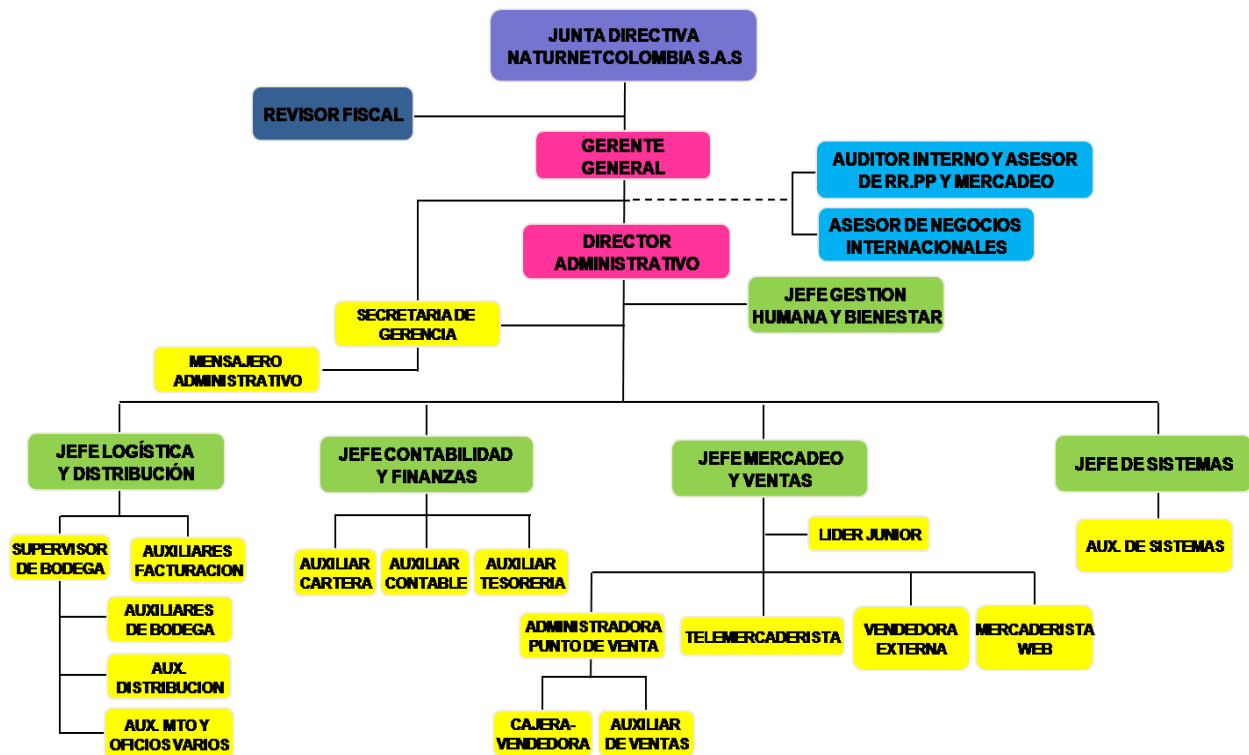 JUNTA DIRECTIVA
NATURNETCOLOMBIA S.A.S
REVISOR FISCAL
GERENTE
GENERAL
AUDITOR INTERNO Y ASESOR
DE RR.PP Y MERCADEO
ASESOR DE NEGOCIOS
INTERNACIONALES
DIRECTOR
ADMINISTRATIVO
JEFE GESTION
HUMANA Y BIENESTAR
SECRETARIA DE
GERENCIA
MENSAJERO
ADMINISTRATIVO
JEFE LOGÍSTICA
Y DISTRIBUCIÓN
JEFE CONTABILIDAD
Y FINANZAS
JEFE MERCADEO
Y VENTAS
JEFE DE SISTEMAS
SUPERVISOR
DE BODEGA
AUXILIARES
FACTURACION
AUXILIAR
CARTERA
AUXILIAR
CONTABLE
AUXILIAR
TESORERIA
LIDER JUNIOR
AUX. DE SISTEMAS
AUXILIARES
DE BODEGA
AUX.
DISTRIBUCION
AUX. MTO Y
OFICIOS VARIOS
ADMINISTRADORA
PUNTO DE VENTA
TELEMERCADERISTA
VENDEDORA
EXTERNA
MERCADERISTA
WEB
CAJERA-
VENDEDORA
AUXILIAR
DE VENTAS